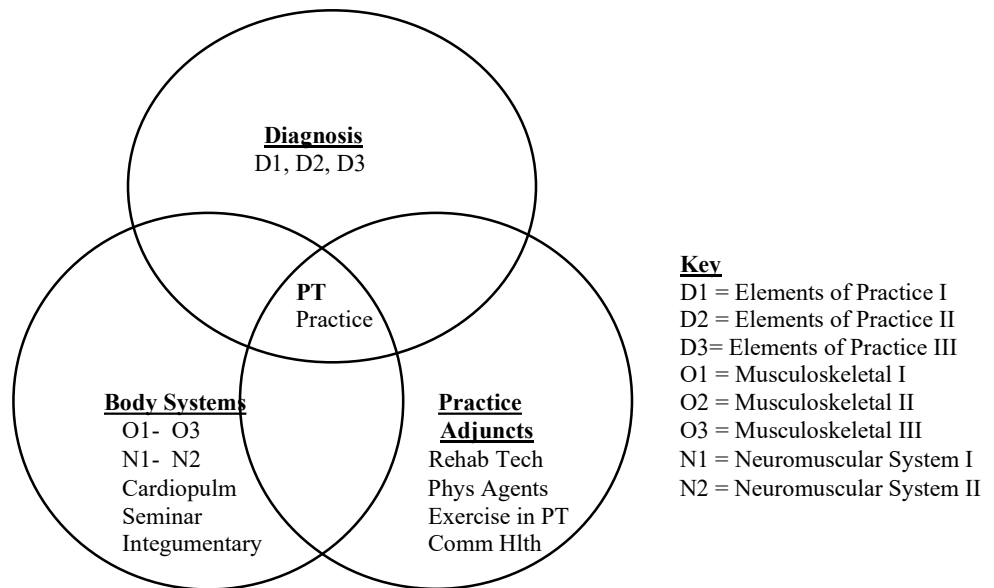 Diagnosis
D1, D2, D3
PT
Practice
Body Systems
O1- O3
N1- N2
Cardiopulm
Seminar
Integumentary
Practice
Adjuncts
Rehab Tech
Phys Agents
Exercise in PT
Comm Hlth
Key
D1 = Elements of Practice I
D2 = Elements of Practice II
D3= Elements of Practice III
O1 = Musculoskeletal I
O2 = Musculoskeletal II
O3 = Musculoskeletal III
N1 = Neuromuscular System I
N2 = Neuromuscular System II